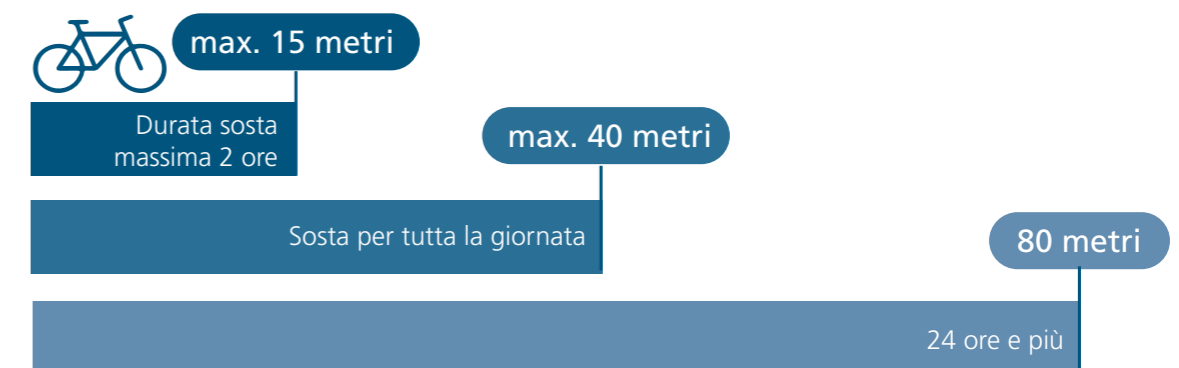 max. 15 metri
Durata sosta
massima 2 ore
max. 40 metri
Sosta per tutta la giornata
80 metri
24 ore e più